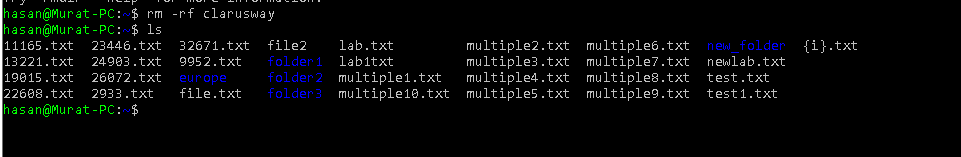 Try 'rmdir --help' for more information.
hasan@Murat-PC:~$ rm -rf clarusway
hasan@Murat-PC:~$ ls
11165.txt 23446.txt 32671.txt file2 lab.txt multiple2.txt multiple6.txt new_folder {i}.txt
13221.txt 24903.txt 9952.txt folder1 lab1txt multiple3.txt multiple7.txt newlab.txt
19015.txt 26072.txt europe folder2 multiple1.txt multiple4.txt multiple8.txt test.txt
22608.txt 2933.txt file.txt folder3 multiple10.txt multiple5.txt multiple9.txt test1.txt
hasan@Murat-PC:~$